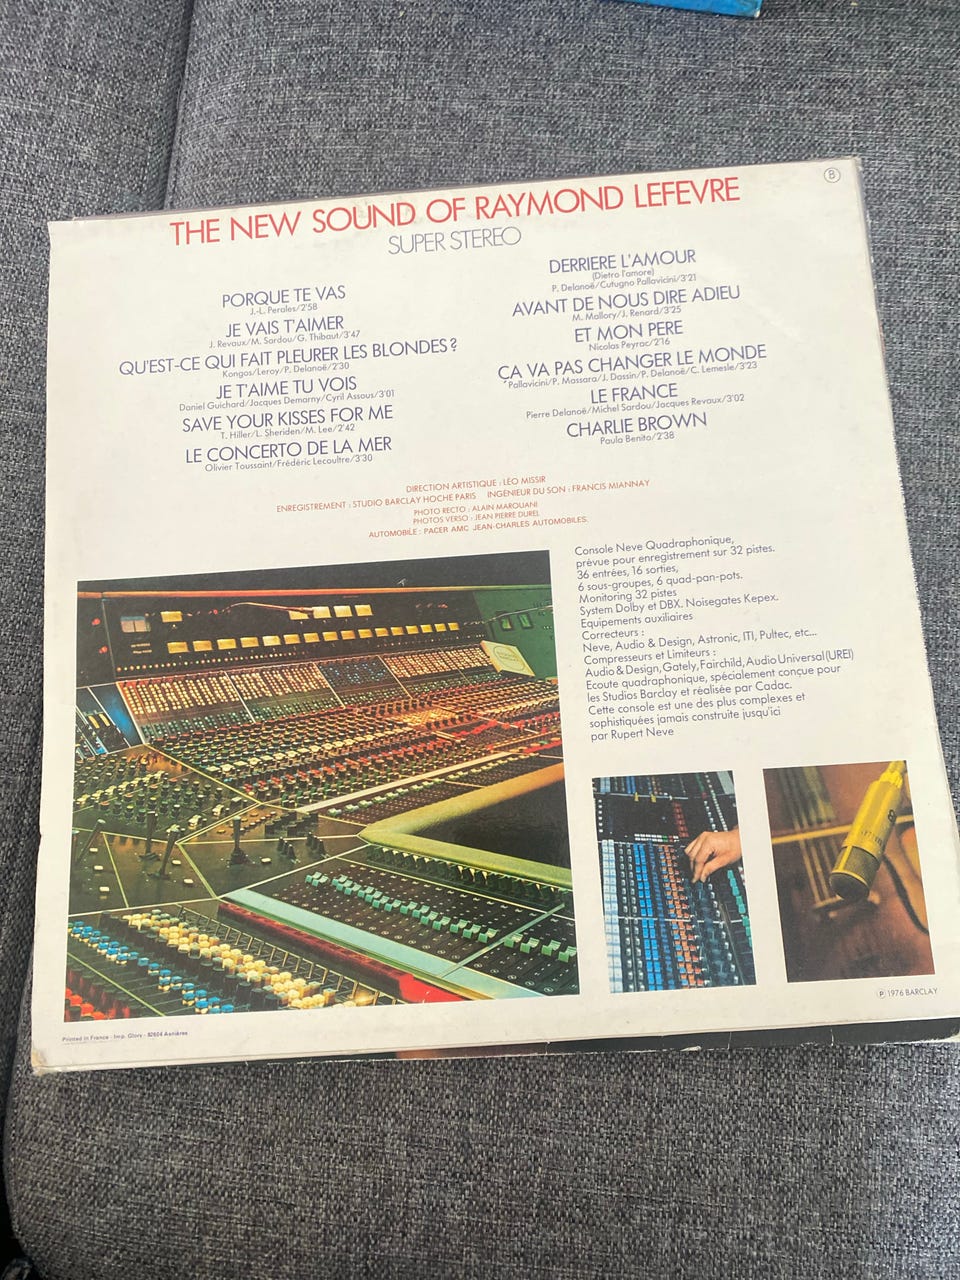 B
THE NEW SOUND OF RAYMOND LEFEVRE
SUPER STEREO
PORQUE TE VAS
J.-L. Perales/2'58
JE VAIS T'AIMER
J. Revaux/M. Sardou/G. Thibaut/3'47
QU'EST-CE QUI FAIT PLEURER LES BLONDES?
Kongos/Leroy/P. Delanoë/2'30
JE T'AIME TU VOIS
Daniel Guichard/Jacques Demarny/Cyril Assous/3'01
SAVE YOUR KISSES FOR ME
T. Hiller/L. Sheriden/M. Lee/2'42
LE CONCERTO DE LA MER
Olivier Toussaint/Frédéric Lecoultre/3'30
DERRIERE L'AMOUR
(Dietro l'amore)
P. Delanoë/Cutugno Pallavicini/3'21
AVANT DE NOUS DIRE ADIEU
M. Mallory/J. Renard/3'25
ET MON PERE
Nicolas Peyrac/2'16
ÇA VA PAS CHANGER LE MONDE
Pallavicini/P. Massara/J. Dassin/P. Delanoë/C. Lemesle/3'23
LE FRANCE
Pierre Delanoë/Michel Sardou/Jacques Revaux/3'02
CHARLIE BROWN
Paulo Benito/2'38
DIRECTION ARTISTIQUE : LÉO MISSIR
ENREGISTREMENT : STUDIO BARCLAY HOCHE PARIS INGÉNIEUR DU SON : FRANCIS MIANNAY
PHOTO RECTO : ALAIN MAROUANI
PHOTOS VERSO : JEAN PIERRE DUREL
AUTOMOBILE : PACER AMC JEAN-CHARLES AUTOMOBILES.
Console Neve Quadraphonique,
prévue pour enregistrement sur 32 pistes.
36 entrées, 16 sorties,
6 sous-groupes, 6 quad-pan-pots.
Monitoring 32 pistes
System Dolby et DBX. Noisegates Kepex.
Equipements auxiliaires
Correcteurs :
Neve, Audio & Design, Astronic, ITI, Pultec, etc...
Compresseurs et Limiteurs :
Audio & Design, Gately, Fairchild, Audio Universal (UREI)
Ecoute quadraphonique, spécialement conçue pour
les Studios Barclay et réalisée par Cadac.
Cette console est une des plus complexes et
sophistiquées jamais construite jusqu'ici
par Rupert Neve
8
℗ 1976 BARCLAY
Printed in France - Imp. Glory - 92604 Asnières